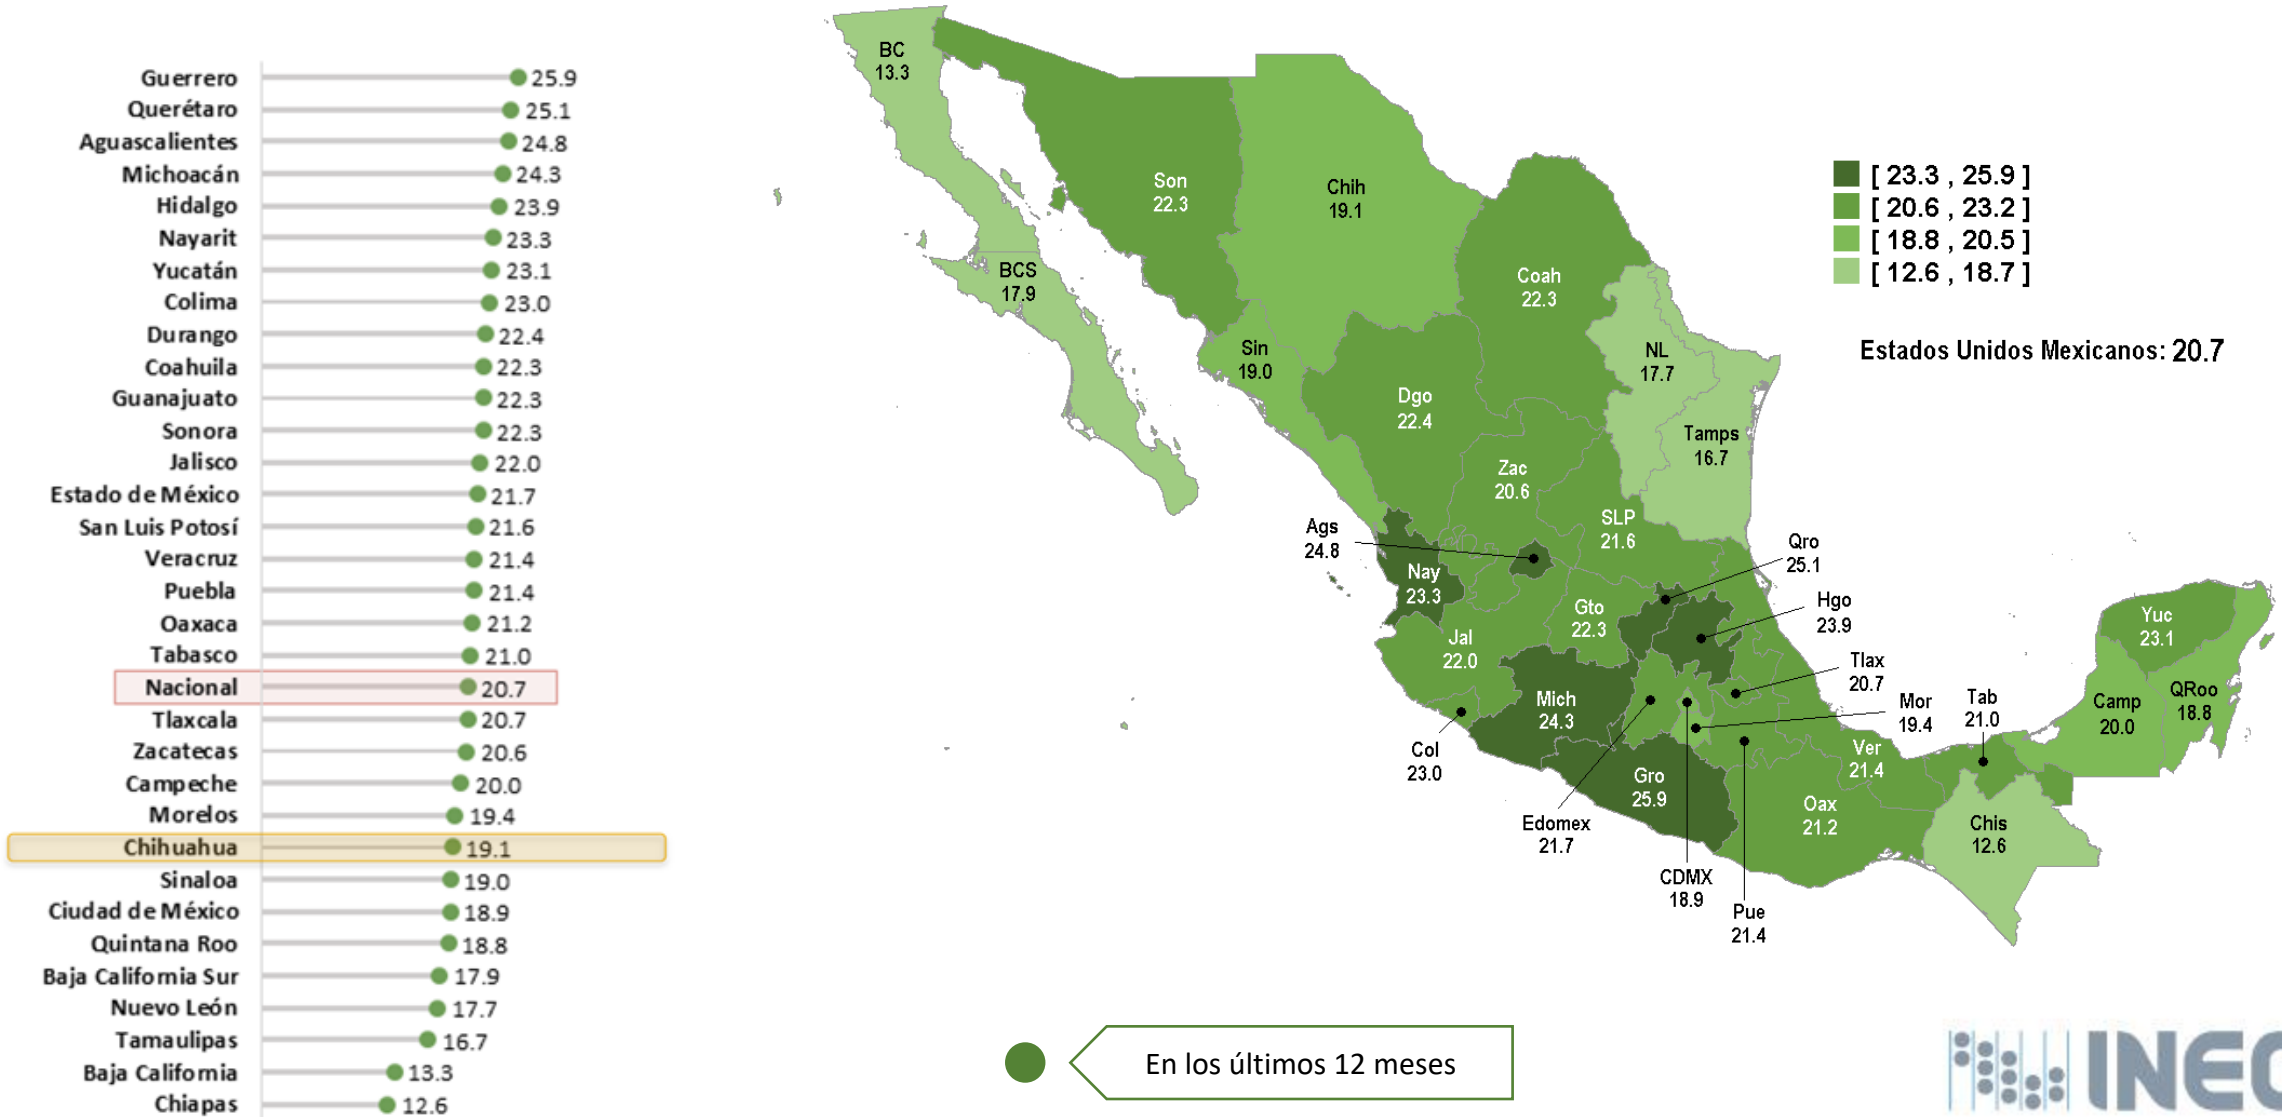 Guerrero 25.9
Querétaro 25.1
Aguascalientes 24.8
Michoacán 24.3
Hidalgo 23.9
Nayarit 23.3
Yucatán 23.1
Colima 23.0
Durango 22.4
Coahuila 22.3
Guanajuato 22.3
Sonora 22.3
Jalisco 22.0
Estado de México 21.7
San Luis Potosí 21.6
Veracruz 21.4
Puebla 21.4
Oaxaca 21.2
Tabasco 21.0
Nacional 20.7
Tlaxcala 20.7
Zacatecas 20.6
Campeche 20.0
Morelos 19.4
Chihuahua 19.1
Sinaloa 19.0
Ciudad de México 18.9
Quintana Roo 18.8
Baja California Sur 17.9
Nuevo León 17.7
Tamaulipas 16.7
Baja California 13.3
Chiapas 12.6
BC
13.3
Son
22.3
Chih
19.1
BCS
17.9
Coah
22.3
Sin
19.0
NL
17.7
Dgo
22.4
Tamps
16.7
Zac
20.6
SLP
21.6
Ags
24.8
Nay
23.3
Qro
25.1
Gto
22.3
Hgo
23.9
Jal
22.0
Yuc
23.1
Tlax
20.7
Mich
24.3
Mor
19.4
Tab
21.0
Camp
20.0
QRoo
18.8
Col
23.0
Ver
21.4
Gro
25.9
Oax
21.2
Edomex
21.7
Chis
12.6
CDMX
18.9
Pue
21.4
[ 23.3 , 25.9 ]
[ 20.6 , 23.2 ]
[ 18.8 , 20.5 ]
[ 12.6 , 18.7 ]
Estados Unidos Mexicanos: 20.7
En los últimos 12 meses
INEG